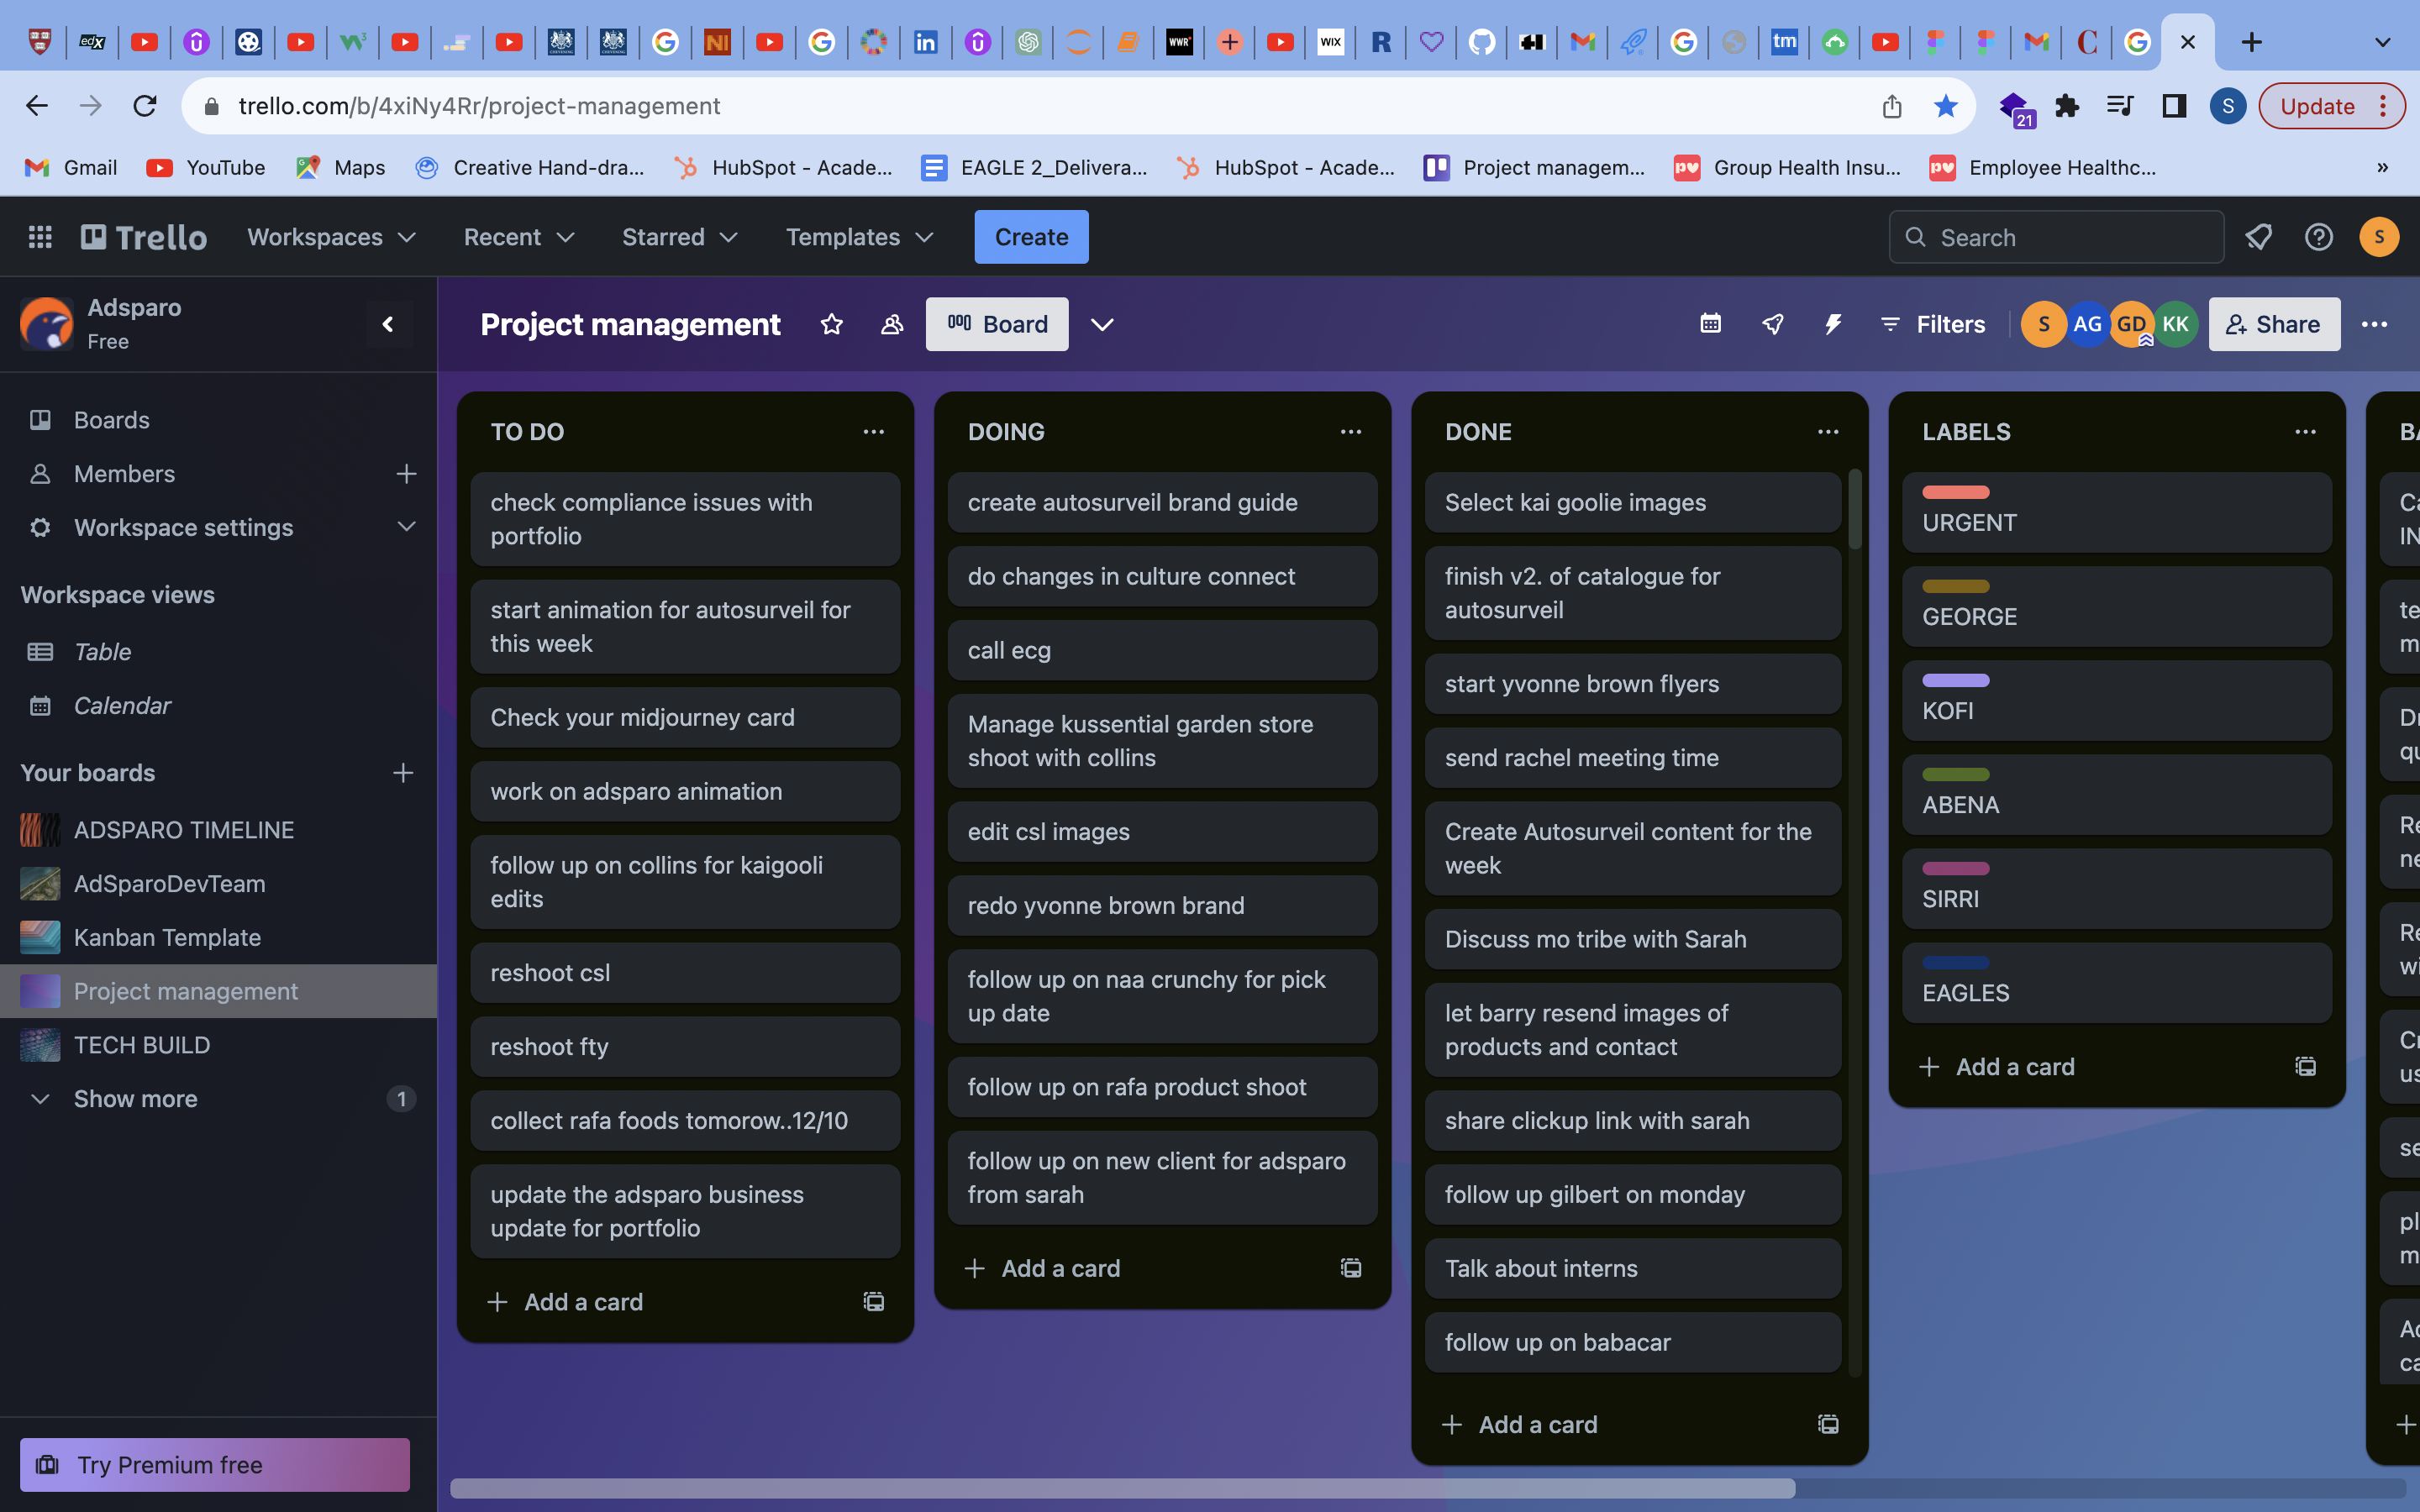 edX
NI
in
WWR
WIX
R
tm
C
trello.com/b/4xiNy4Rr/project-management
21
S
Update
Gmail
YouTube
Maps
Creative Hand-dra...
HubSpot - Acade...
EAGLE 2_Delivera...
HubSpot - Acade...
Project managem...
Group Health Insu...
Employee Healthc...
»
Trello
Workspaces
Recent
Starred
Templates
Create
Search
S
Adsparo
Free
Boards
Members
Workspace settings
Workspace views
Table
Calendar
Your boards
ADSPARO TIMELINE
AdSparoDevTeam
Kanban Template
Project management
TECH BUILD
Show more
1
Try Premium free
Project management
Board
Filters
S
AG
GD
KK
Share
TO DO
check compliance issues with
portfolio
start animation for autosurveil for
this week
Check your midjourney card
work on adsparo animation
follow up on collins for kaigooli
edits
reshoot csl
reshoot fty
collect rafa foods tomorow..12/10
update the adsparo business
update for portfolio
Add a card
DOING
create autosurveil brand guide
do changes in culture connect
call ecg
Manage kussential garden store
shoot with collins
edit csl images
redo yvonne brown brand
follow up on naa crunchy for pick
up date
follow up on rafa product shoot
follow up on new client for adsparo
from sarah
Add a card
DONE
Select kai goolie images
finish v2. of catalogue for
autosurveil
start yvonne brown flyers
send rachel meeting time
Create Autosurveil content for the
week
Discuss mo tribe with Sarah
let barry resend images of
products and contact
share clickup link with sarah
follow up gilbert on monday
Talk about interns
follow up on babacar
Add a card
LABELS
URGENT
GEORGE
KOFI
ABENA
SIRRI
EAGLES
Add a card